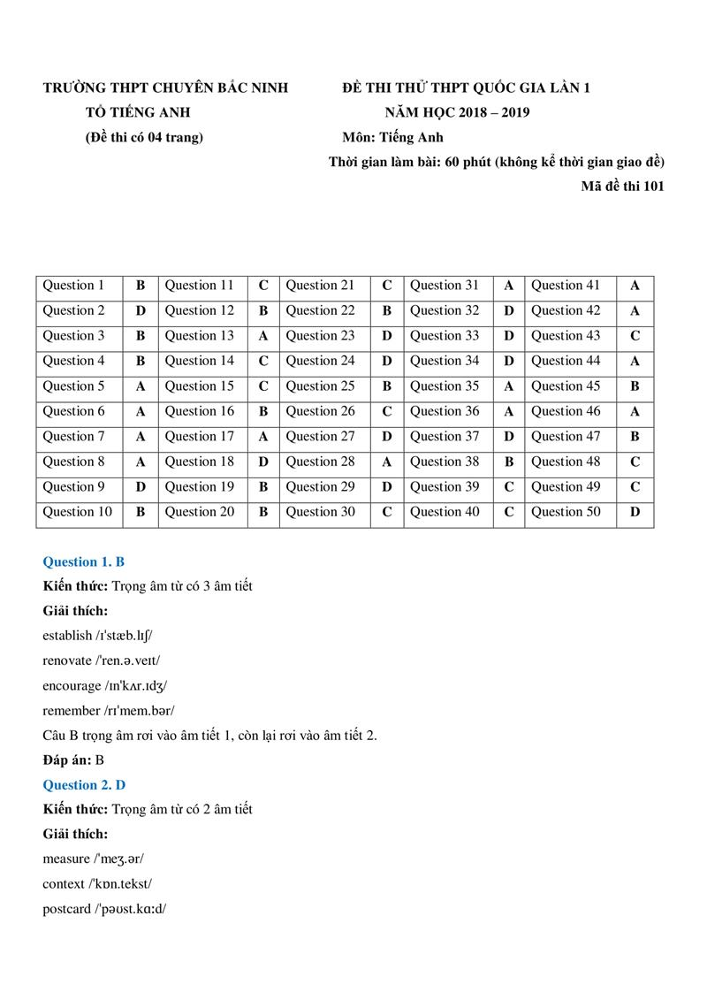 TRƯỜNG THPT CHUYÊN BẮC NINH ĐỀ THI THỬ THPT QUỐC GIA LẦN 1
TỔ TIẾNG ANH NĂM HỌC 2018 – 2019
(Đề thi có 04 trang) Môn: Tiếng Anh
Thời gian làm bài: 60 phút (không kể thời gian giao đề)
Mã đề thi 101
Question 1 B Question 11 C Question 21 C Question 31 A Question 41 A
Question 2 D Question 12 B Question 22 B Question 32 D Question 42 A
Question 3 B Question 13 A Question 23 D Question 33 D Question 43 C
Question 4 B Question 14 C Question 24 D Question 34 D Question 44 A
Question 5 A Question 15 C Question 25 B Question 35 A Question 45 B
Question 6 A Question 16 B Question 26 C Question 36 A Question 46 A
Question 7 A Question 17 A Question 27 D Question 37 D Question 47 B
Question 8 A Question 18 D Question 28 A Question 38 B Question 48 C
Question 9 D Question 19 B Question 29 D Question 39 C Question 49 C
Question 10 B Question 20 B Question 30 C Question 40 C Question 50 D
Question 1. B
Kiến thức: Trọng âm từ có 3 âm tiết
Giải thích:
establish /ɪˈstæb.lɪʃ/
renovate /ˈren.ə.veɪt/
encourage /ɪnˈkʌr.ɪdʒ/
remember /rɪˈmem.bər/
Câu B trọng âm rơi vào âm tiết 1, còn lại rơi vào âm tiết 2.
Đáp án: B
Question 2. D
Kiến thức: Trọng âm từ có 2 âm tiết
Giải thích:
measure /ˈmeʒ.ər/
context /ˈkɒn.tekst/
postcard /ˈpəʊst.kɑːd/